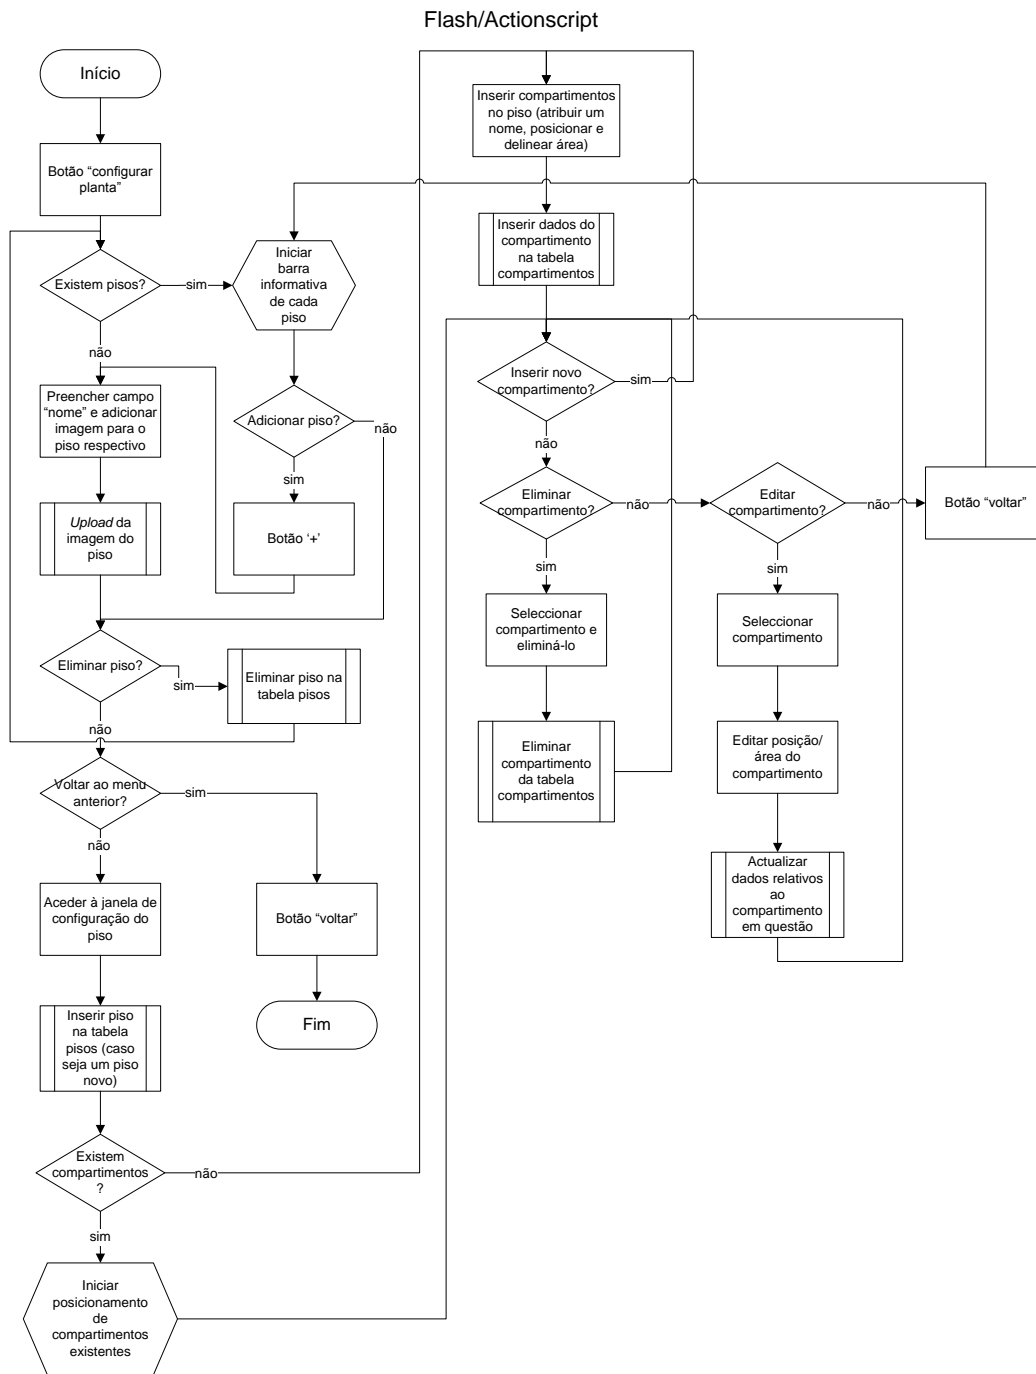 Flash/Actionscript
Início
Botão “configurar
planta”
Existem pisos?
sim
não
Iniciar
barra
informativa
de cada
piso
Preencher campo
“nome” e adicionar
imagem para o
piso respectivo
Adicionar piso?
não
sim
Upload da
imagem do
piso
Botão ‘+’
Eliminar piso?
sim
não
Eliminar piso na
tabela pisos
Voltar ao menu
anterior?
sim
não
Aceder à janela de
configuração do
piso
Botão “voltar”
Fim
Inserir piso
na tabela
pisos (caso
seja um piso
novo)
Existem
compartimentos
?
não
sim
Iniciar
posicionamento
de
compartimentos
existentes
Inserir compartimentos
no piso (atribuir um
nome, posicionar e
delinear área)
Inserir dados do
compartimento
na tabela
compartimentos
Inserir novo
compartimento?
sim
não
Eliminar
compartimento?
não
sim
Editar
compartimento?
não
sim
Botão “voltar”
Seleccionar
compartimento e
eliminá-lo
Seleccionar
compartimento
Eliminar
compartimento
da tabela
compartimentos
Editar posição/
área do
compartimento
Actualizar
dados relativos
ao
compartimento
em questão